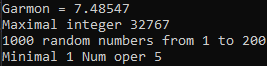 Garmon = 7.48547
Maximal integer 32767
1000 random numbers from 1 to 200
Minimal 1 Num oper 5